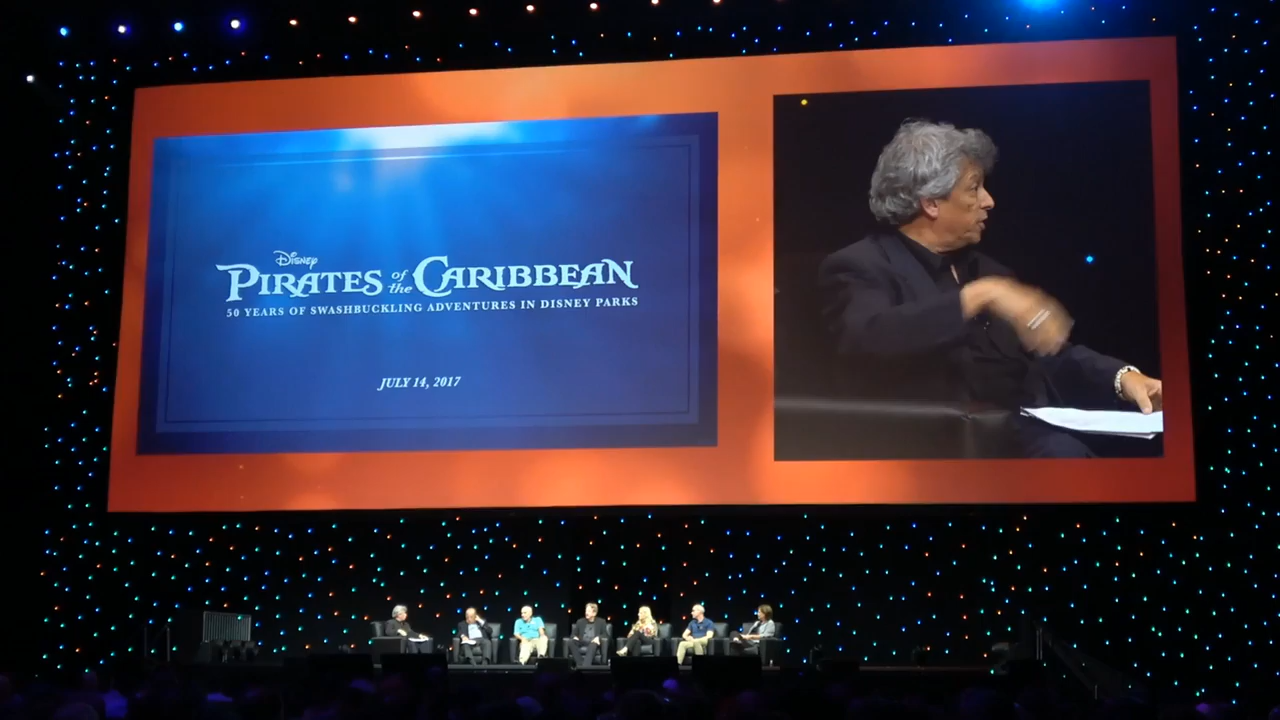 Disney
PIRATES of the CARIBBEAN
50 YEARS OF SWASHBUCKLING ADVENTURES IN DISNEY PARKS
JULY 14, 2017